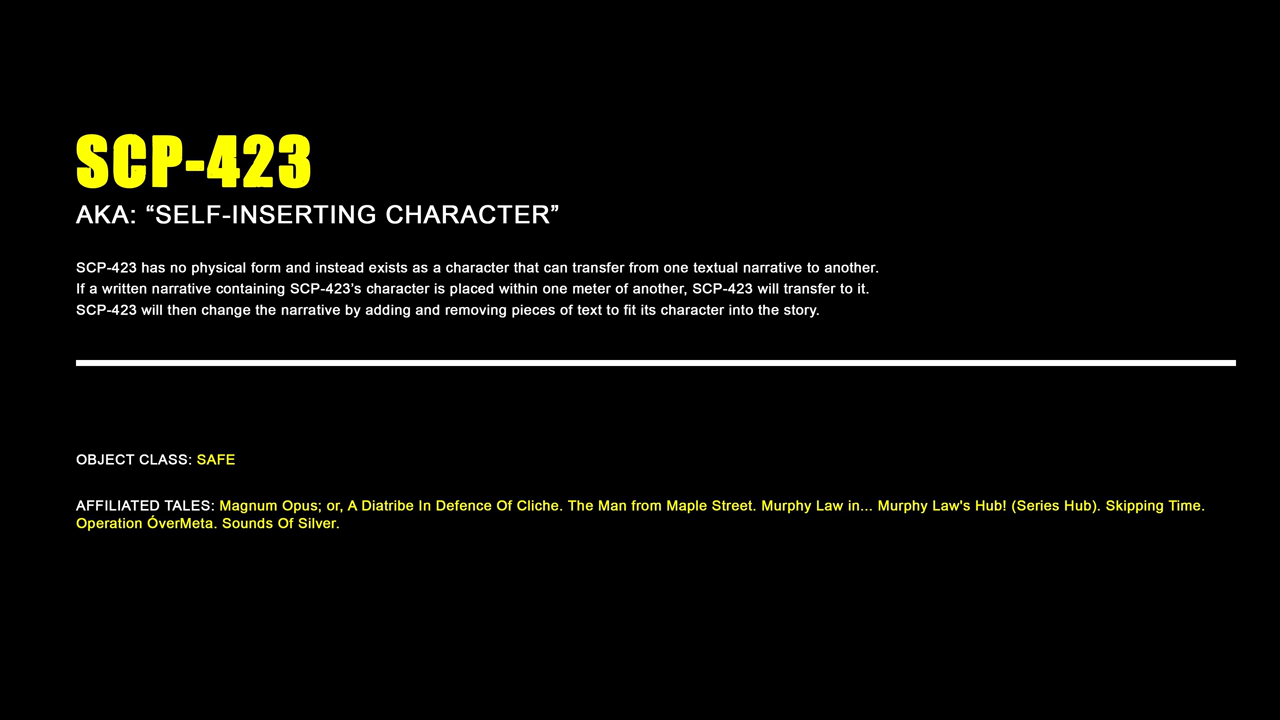 SCP-423
AKA: “SELF-INSERTING CHARACTER”
SCP-423 has no physical form and instead exists as a character that can transfer from one textual narrative to another.
If a written narrative containing SCP-423's character is placed within one meter of another, SCP-423 will transfer to it.
SCP-423 will then change the narrative by adding and removing pieces of text to fit its character into the story.
OBJECT CLASS: SAFE
AFFILIATED TALES: Magnum Opus; or, A Diatribe In Defence Of Cliche. The Man from Maple Street. Murphy Law in... Murphy Law's Hub! (Series Hub). Skipping Time.
Operation ÓverMeta. Sounds Of Silver.